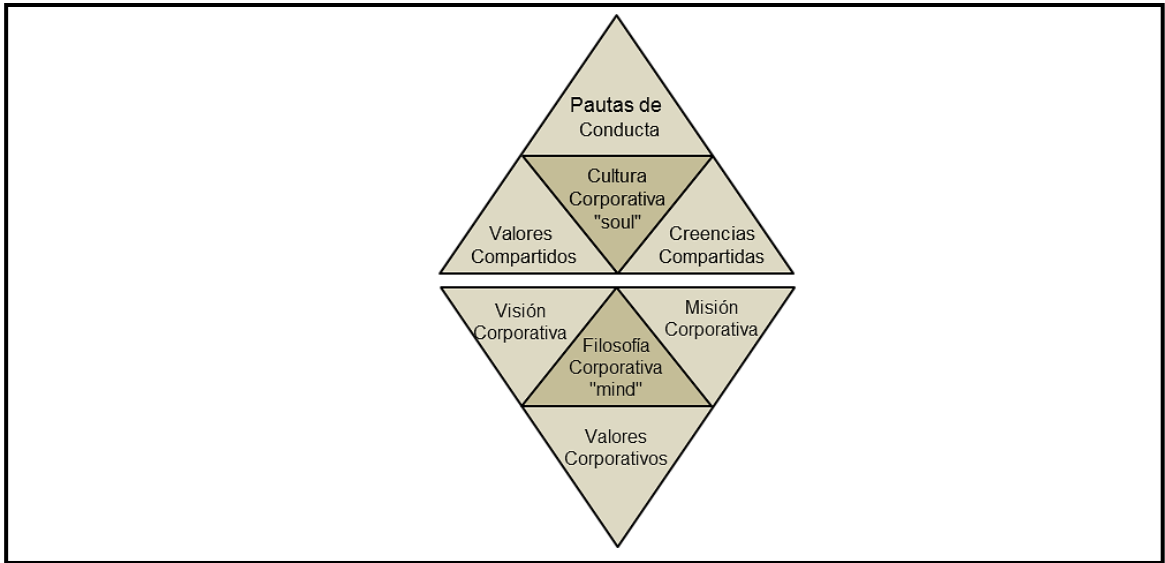 Pautas de
Conducta
Cultura
Corporativa
"soul"
Valores
Compartidos
Creencias
Compartidas
Visión
Corporativa
Misión
Corporativa
Filosofía
Corporativa
"mind"
Valores
Corporativos